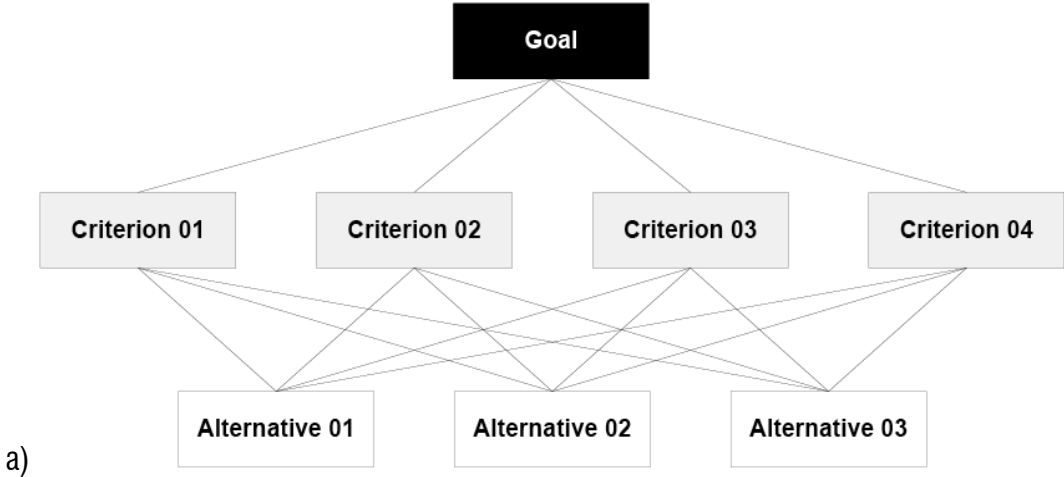 Goal
Criterion 01
Criterion 02
Criterion 03
Criterion 04
Alternative 01
Alternative 02
Alternative 03
a)